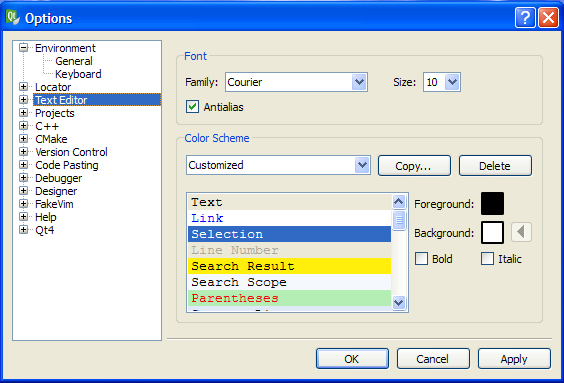 Qt Options
Environment
General
Keyboard
Locator
Text Editor
Projects
C++
CMake
Version Control
Code Pasting
Debugger
Designer
FakeVim
Help
Qt4
Font
Family: Courier Size: 10
Antialias
Color Scheme
Customized Copy... Delete
Text
Link
Selection
Line Number
Search Result
Search Scope
Parentheses
Foreground:
Background:
Bold Italic
OK Cancel Apply